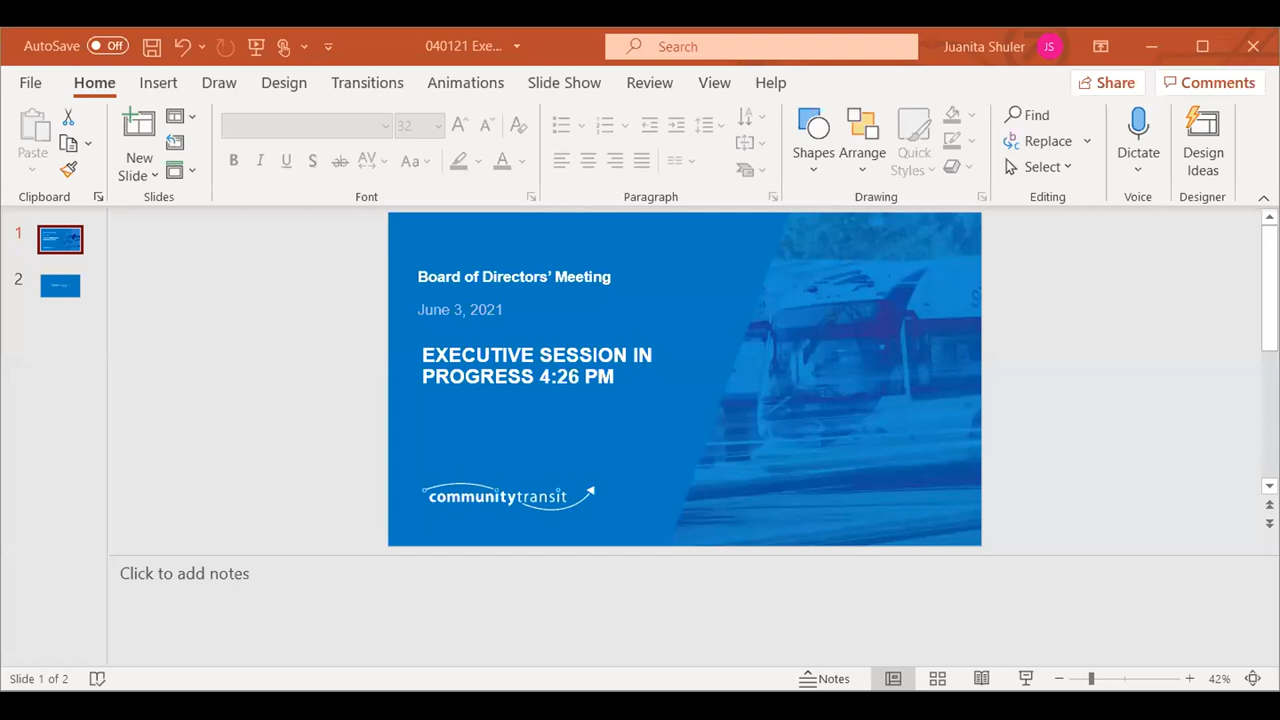 AutoSave Off 040121 Exe... Search Juanita Shuler JS
File Home Insert Draw Design Transitions Animations Slide Show Review View Help Share Comments
Paste
Clipboard
New
Slide
Slides
32
B I U S ab AV Aa A
Font
Paragraph
Shapes
Arrange
Quick
Styles
Drawing
Find
Replace
Select
Editing
Dictate
Voice
Design
Ideas
Designer
1
2
Board of Directors' Meeting
June 3, 2021
EXECUTIVE SESSION IN
PROGRESS 4:26 PM
communitytransit
Click to add notes
Slide 1 of 2 Notes 42%